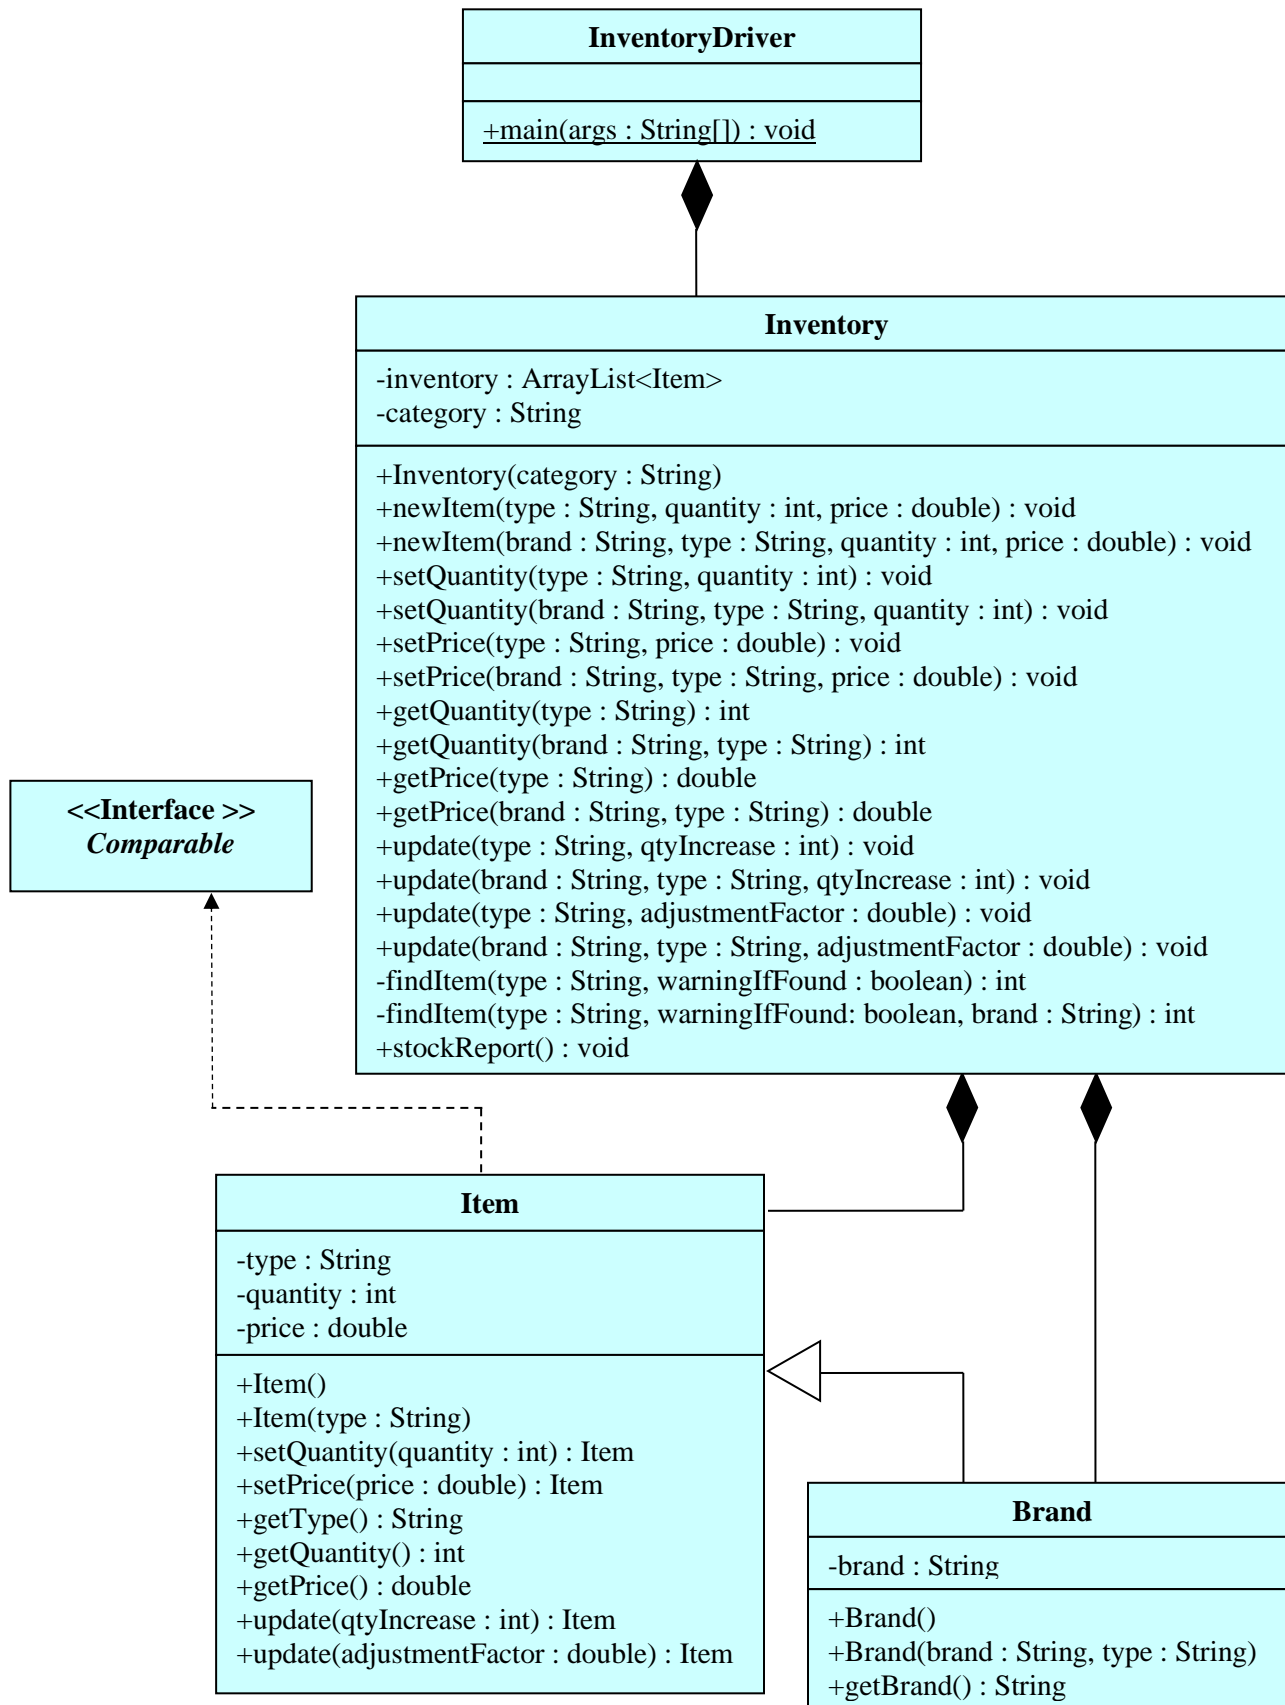 InventoryDriver
+main(args : String[]) : void
Inventory
-inventory : ArrayList<Item>
-category : String
+Inventory(category : String)
+newItem(type : String, quantity : int, price : double) : void
+newItem(brand : String, type : String, quantity : int, price : double) : void
+setQuantity(type : String, quantity : int) : void
+setQuantity(brand : String, type : String, quantity : int) : void
+setPrice(type : String, price : double) : void
+setPrice(brand : String, type : String, price : double) : void
+getQuantity(type : String) : int
+getQuantity(brand : String, type : String) : int
+getPrice(type : String) : double
+getPrice(brand : String, type : String) : double
+update(type : String, qtyIncrease : int) : void
+update(brand : String, type : String, qtyIncrease : int) : void
+update(type : String, adjustmentFactor : double) : void
+update(brand : String, type : String, adjustmentFactor : double) : void
-findItem(type : String, warningIfFound : boolean) : int
-findItem(type : String, warningIfFound: boolean, brand : String) : int
+stockReport() : void
<<Interface >>
Comparable
Item
-type : String
-quantity : int
-price : double
+Item()
+Item(type : String)
+setQuantity(quantity : int) : Item
+setPrice(price : double) : Item
+getType() : String
+getQuantity() : int
+getPrice() : double
+update(qtyIncrease : int) : Item
+update(adjustmentFactor : double) : Item
Brand
-brand : String
+Brand()
+Brand(brand : String, type : String)
+getBrand() : String